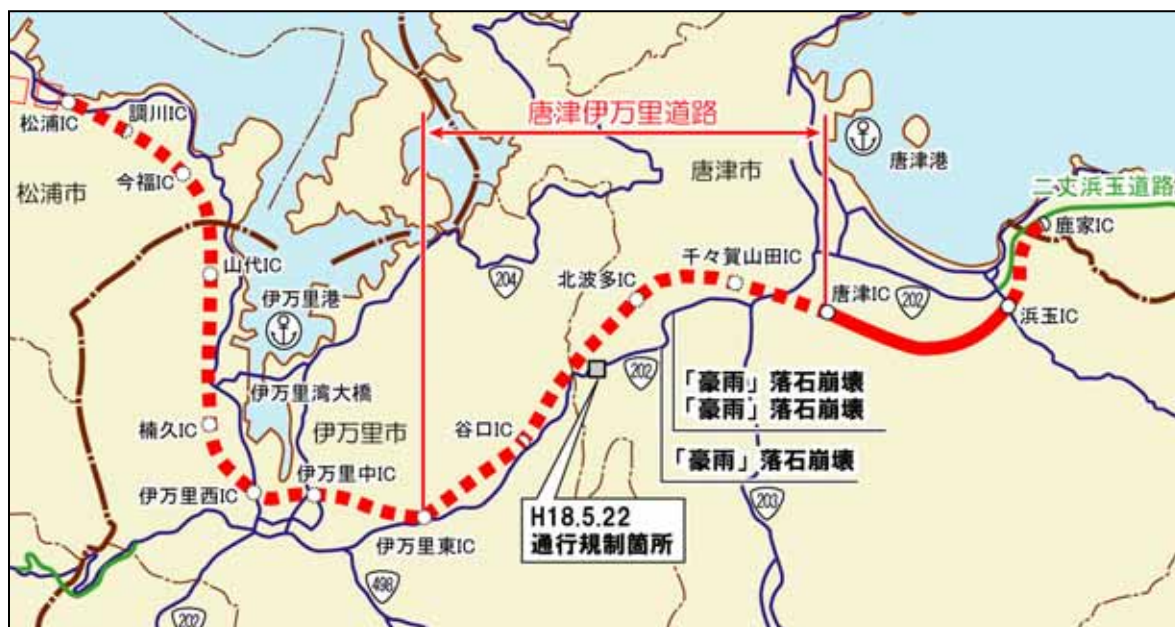 唐津伊万里道路
松浦IC
調川IC
今福IC
松浦市
山代IC
伊万里港
伊万里湾大橋
楠久IC
伊万里市
伊万里西IC
伊万里中IC
伊万里東IC
谷口IC
北波多IC
千々賀山田IC
唐津市
唐津港
唐津IC
二丈浜玉道路
鹿家IC
浜玉IC
204
202
202
203
498
202
「豪雨」落石崩壊
「豪雨」落石崩壊
「豪雨」落石崩壊
H18.5.22
通行規制箇所